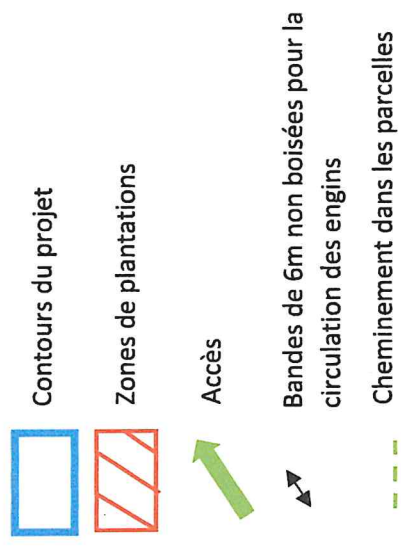 Contours du projet
Zones de plantations
Accès
Bandes de 6m non boisées pour la
circulation des engins
Cheminement dans les parcelles